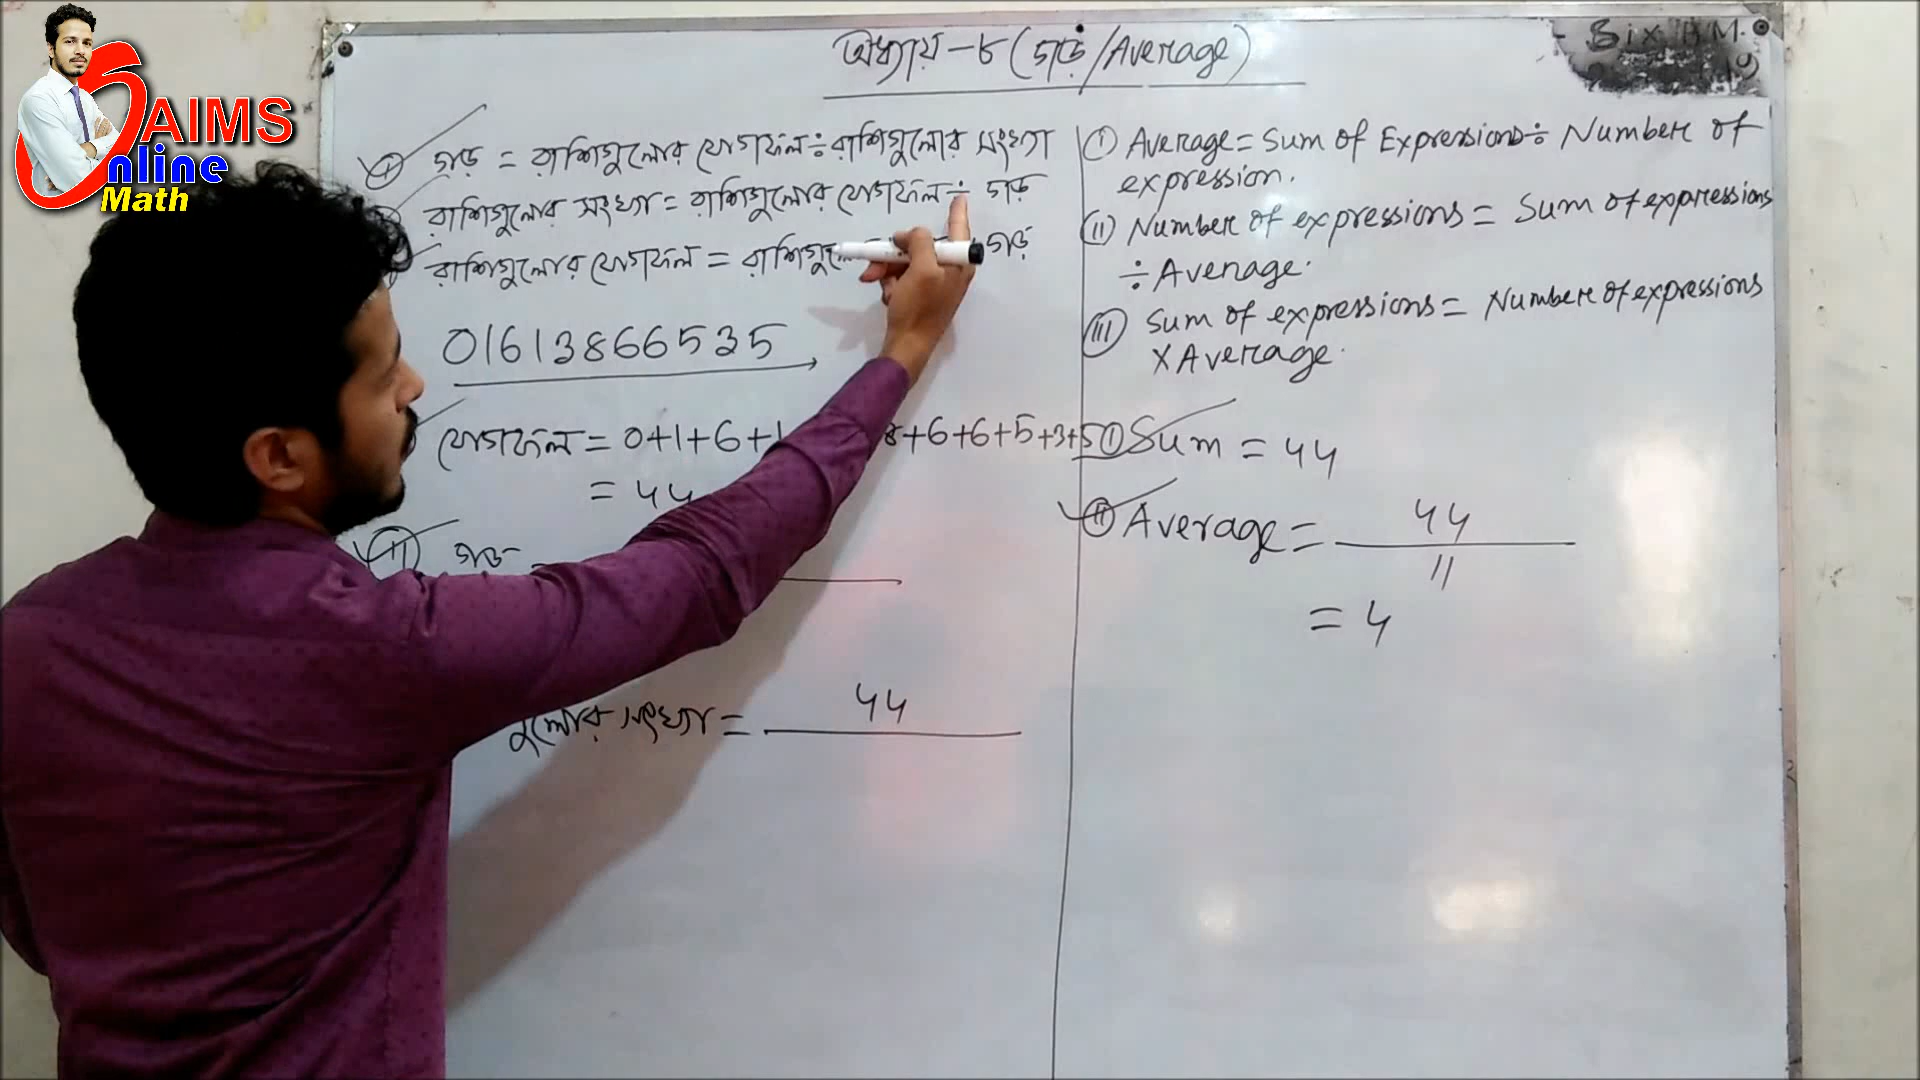 SAIMS
Online
Math
অধ্যায়-৮ (গড়/Average)
Six B.M.
গড় = রাশিগুলোর যোগফল ÷ রাশিগুলোর সংখ্যা
রাশিগুলোর সংখ্যা = রাশিগুলোর যোগফল ÷ গড়
রাশিগুলোর যোগফল = গড়
01613866535
যোগফল = 0+1+6+1 8+6+6+5+3+5
= 44
(II) গড় =
গুলোর সংখ্যা = 44
(I) Average = Sum of Expressions ÷ Number of
expression.
(II) Number of expressions = Sum of expressions
÷ Average.
(III) Sum of expressions = Number of expressions
X Average.
(I) Sum = 44
(II) Average = 44
11
= 4